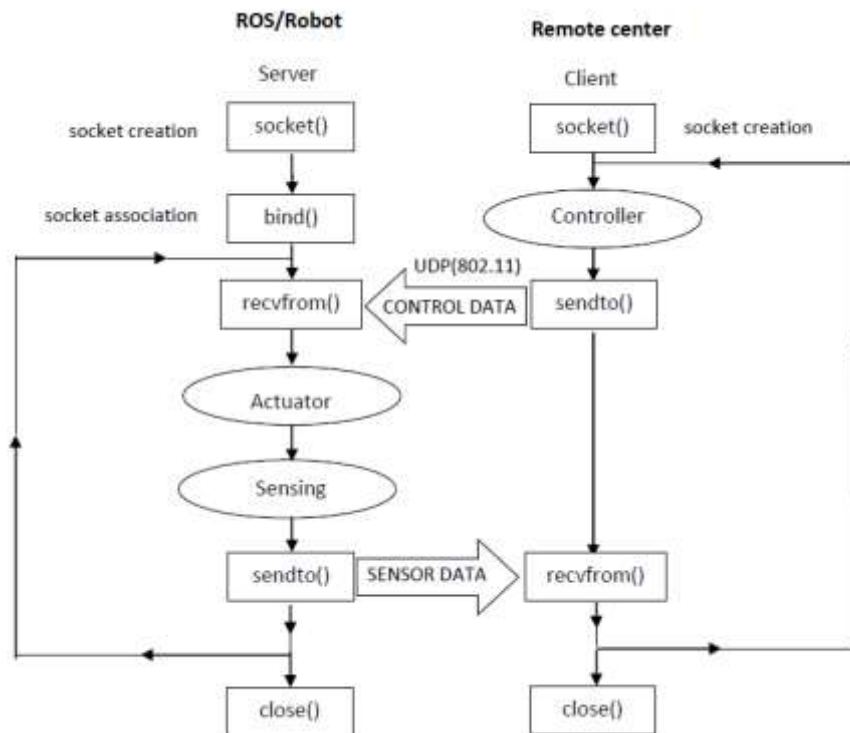 ROS/Robot
Remote center
Server
Client
socket creation
socket()
socket()
socket creation
socket association
bind()
Controller
UDP(802.11)
recvfrom()
CONTROL DATA
sendto()
Actuator
Sensing
sendto()
SENSOR DATA
recvfrom()
close()
close()